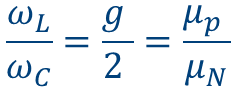 ω_L/ω_C = g/2 = μ_p/μ_N